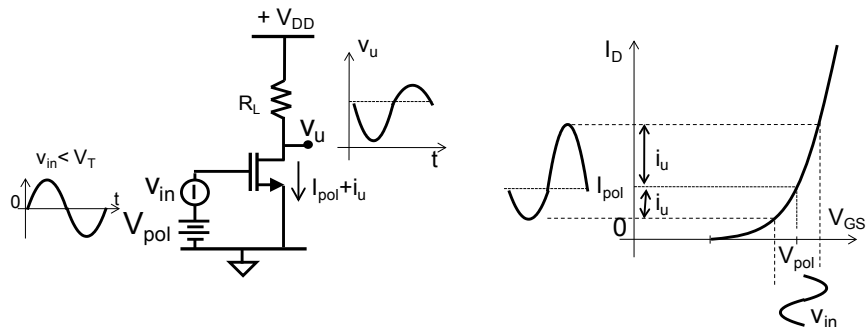 + V_DD
R_L
v_u
v_in < V_T
0
t
v_in
V_pol
I_pol+i_u
v_u
t
I_D
i_u
I_pol
i_u
0
V_GS
V_pol
v_in